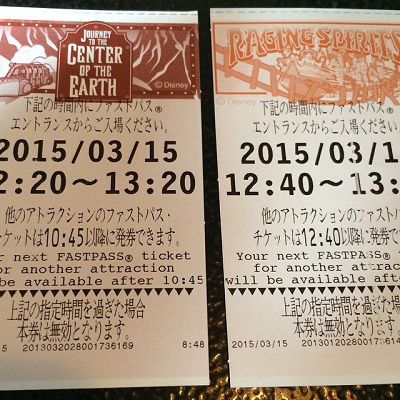 JOURNEY
TO THE
CENTER
OF THE
EARTH
© Disney
下記の時間内にファストパス®
エントランスからご入場ください。
2015/03/15
2:20～13:20
他のアトラクションのファストパス・
チケットは10:45以降に発券できます。
your next FASTPASS® ticket
for another attraction
be available after 10:45
上記の指定時間を過ぎた場合
本券は無効となります。
20130320280017361​69
8:48
RAGING SPIRITS
© Disney
下記の時間内にファストパス®
エントランスからご入場ください。
2015/03/1
12:40～13:
他のアトラクションのファストパス
チケットは12:40以降に発券できま
Your next FASTPASS® tick
for another attraction
will be available after 12:
上記の指定時間を過ぎた場
本券は無効となります。
2015/03/15